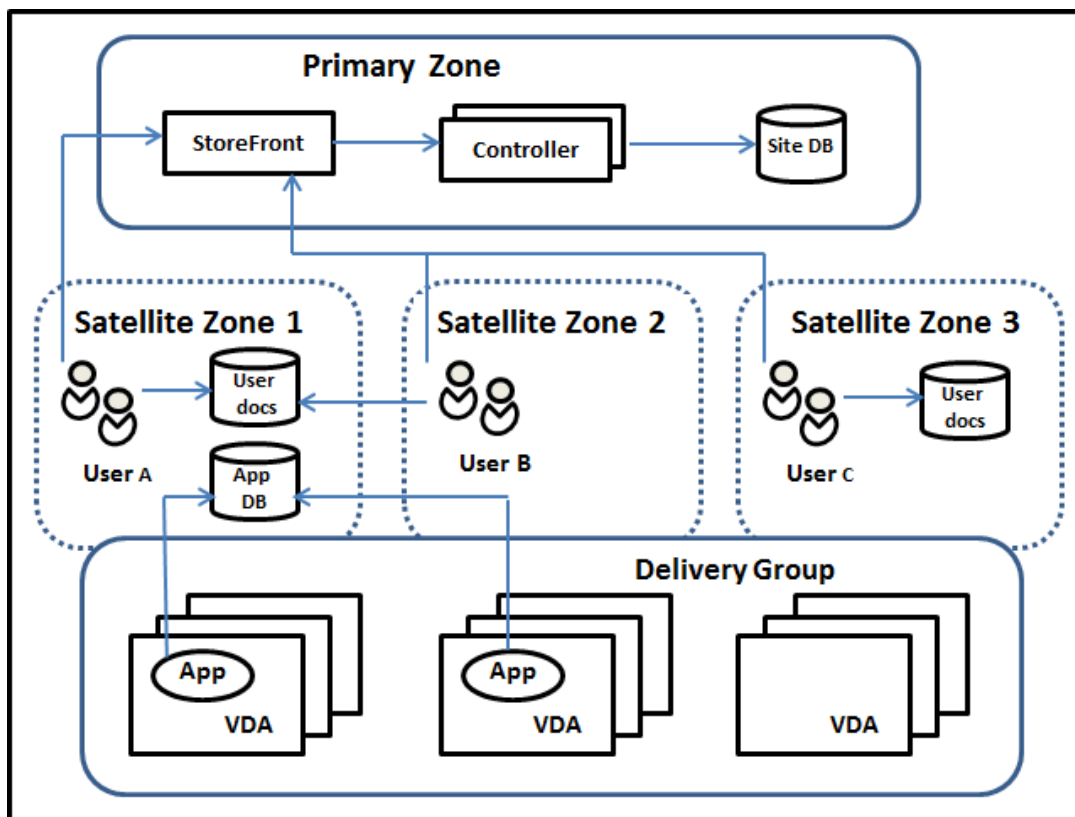 Primary Zone
StoreFront
Controller
Site DB
Satellite Zone 1
Satellite Zone 2
Satellite Zone 3
User
docs
User
docs
User A
User B
User C
App
DB
Delivery Group
App
App
VDA
VDA
VDA